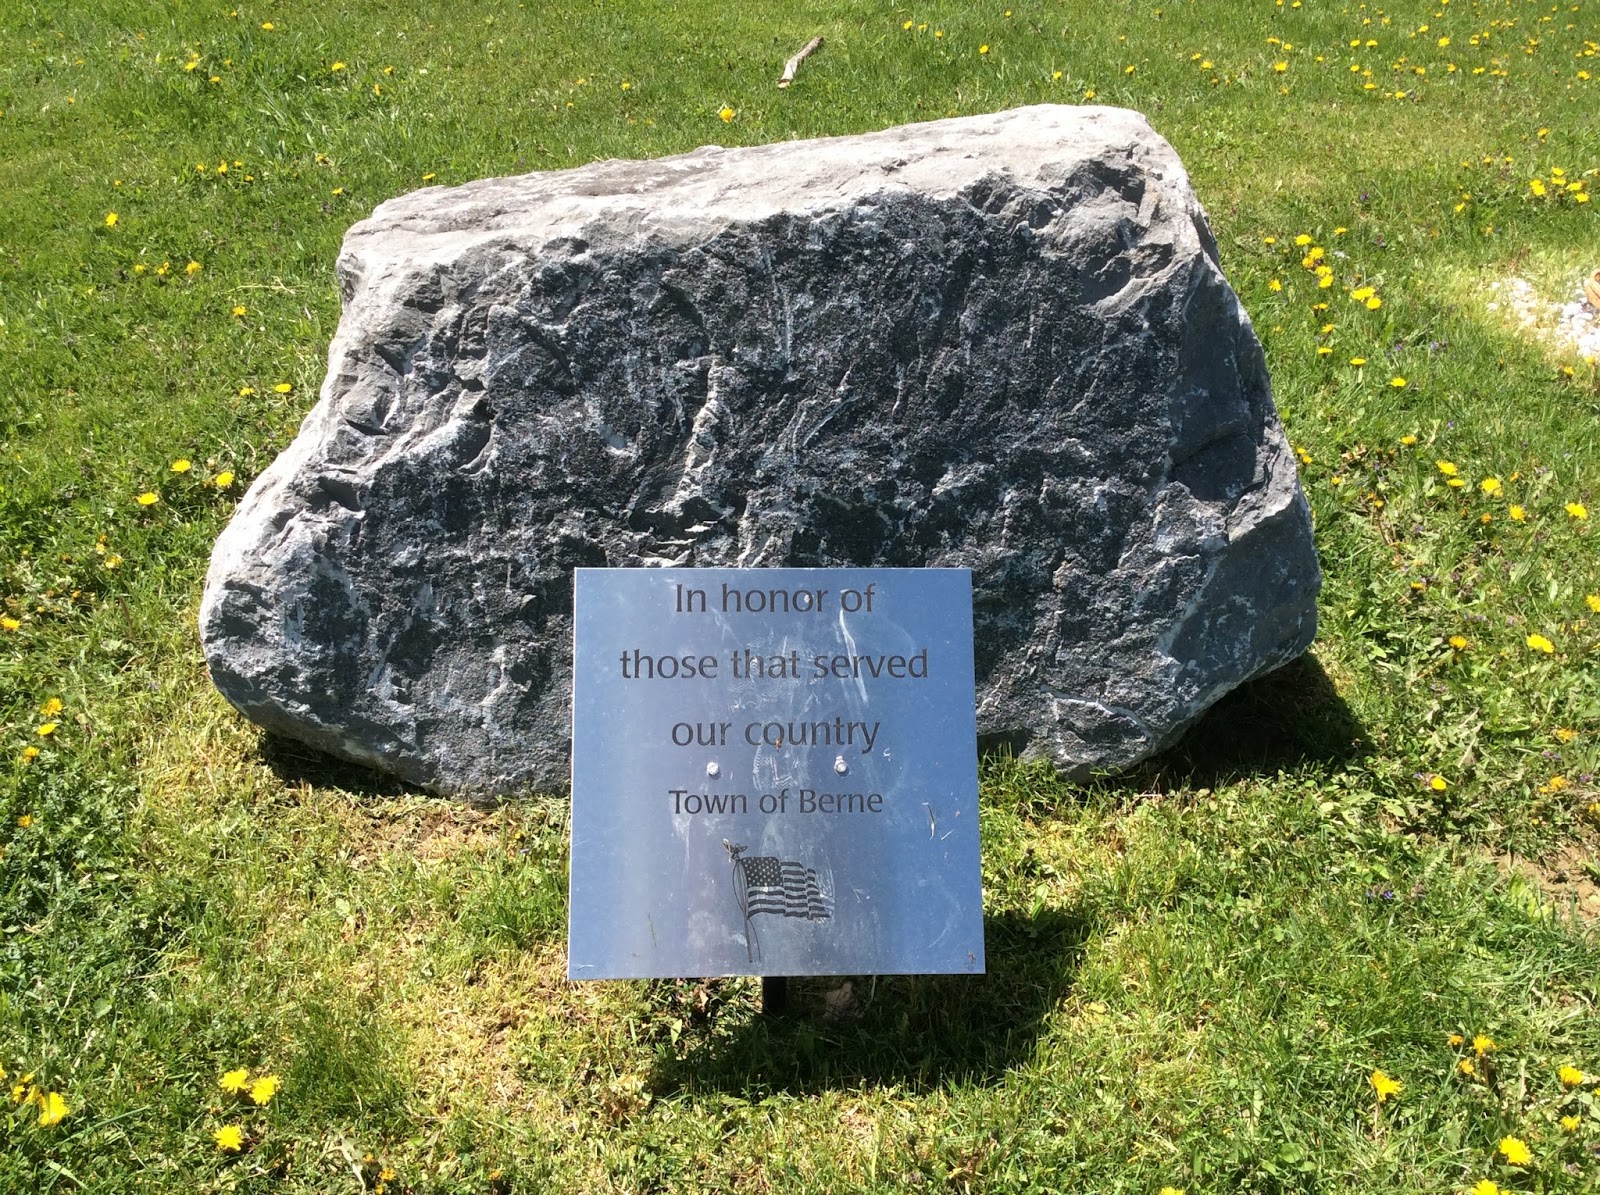 In honor of
those that served
our country
Town of Berne